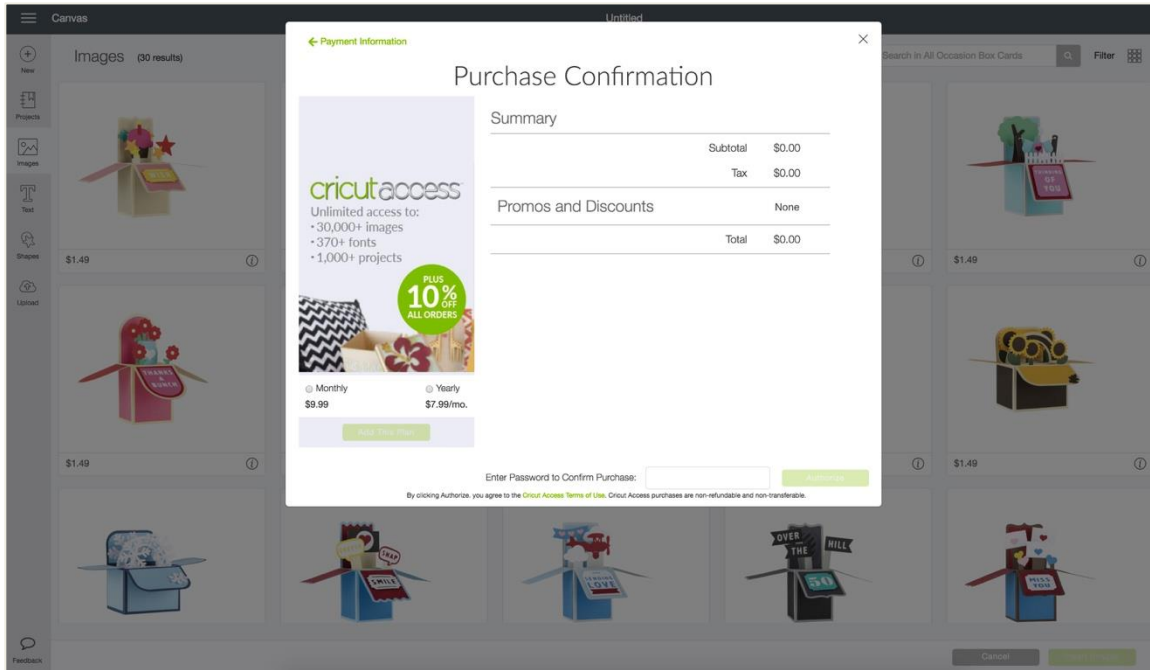 Canvas
Untitled
New
Projects
Images
Text
Shapes
Upload
Feedback
Images (30 results)
Search in All Occasion Box Cards
Filter
← Payment Information
Purchase Confirmation
cricut access
Unlimited access to:
• 30,000+ images
• 370+ fonts
• 1,000+ projects
PLUS
10% OFF
ALL ORDERS
Monthly
Yearly
$9.99
$7.99/mo.
Add This Plan
Summary
Subtotal $0.00
Tax $0.00
Promos and Discounts None
Total $0.00
Enter Password to Confirm Purchase:
Authorize
By clicking Authorize, you agree to the Cricut Access Terms of Use. Cricut Access purchases are non-refundable and non-transferable.
SMILE
THINKING
OF
YOU
$1.49
$1.49
$1.49
THANKS
A
BUNCH
$1.49
SNAP
SMILE
SENDING
LOVE
OVER
THE
HILL
50
MISS
YOU
Cancel